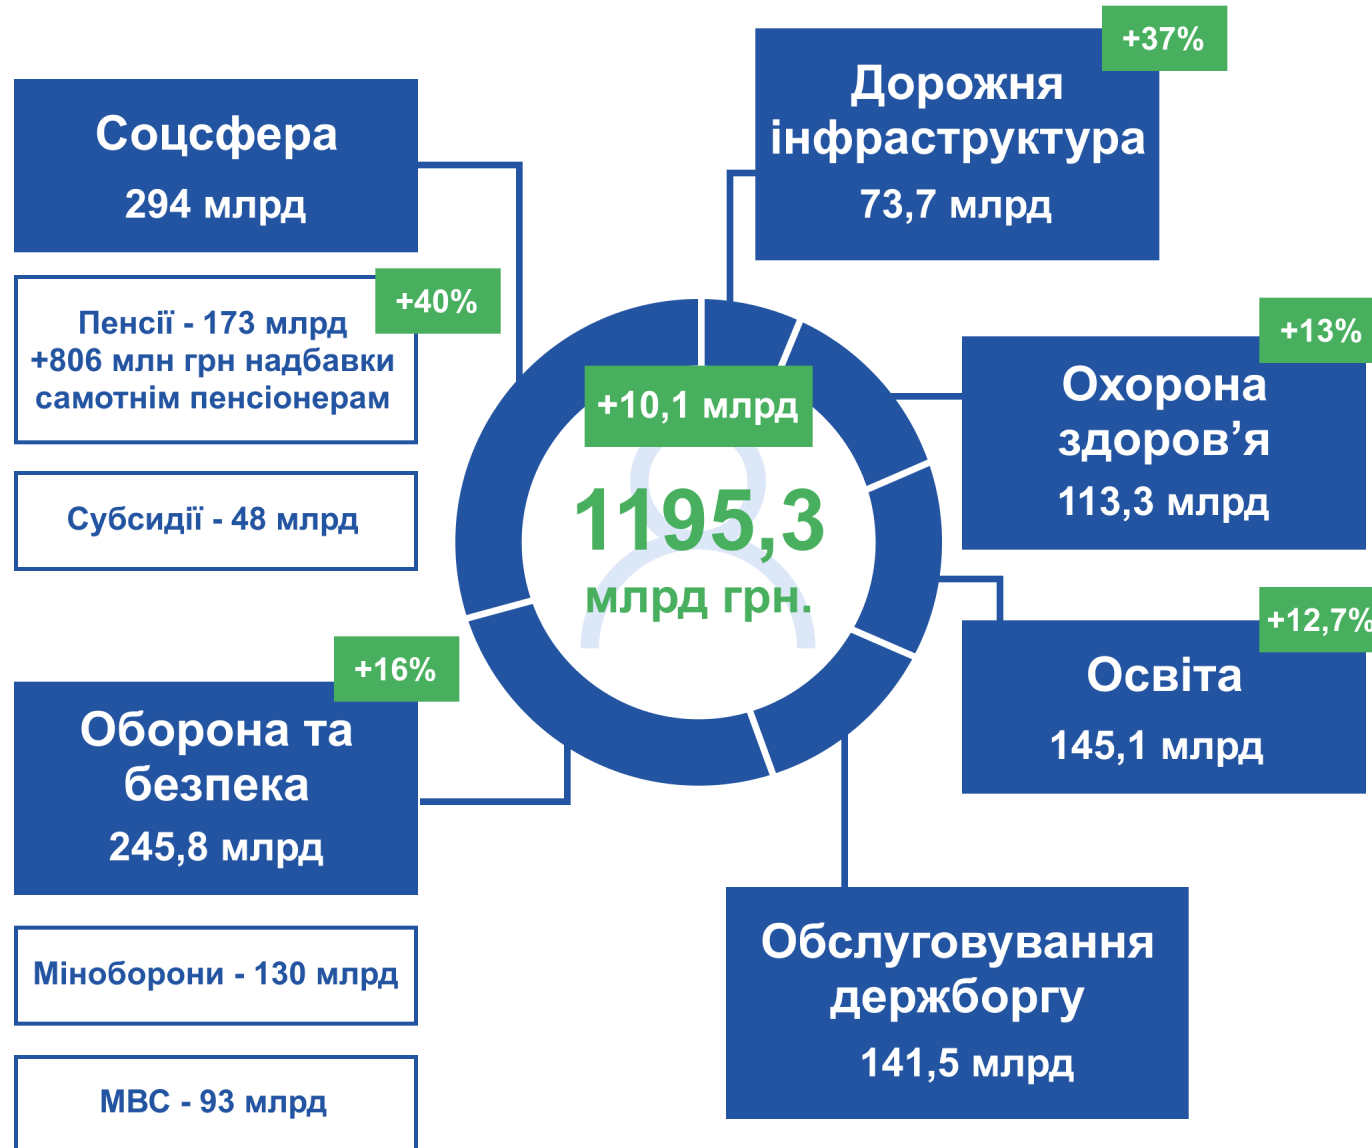 +37%
Дорожня
інфраструктура
73,7 млрд
Соцсфера
294 млрд
+40%
Пенсії - 173 млрд
+806 млн грн надбавки
самотнім пенсіонерам
Субсидії - 48 млрд
+10,1 млрд
1195,3
млрд грн.
+13%
Охорона
здоров’я
113,3 млрд
+12,7%
Освіта
145,1 млрд
+16%
Оборона та
безпека
245,8 млрд
Міноборони - 130 млрд
МВС - 93 млрд
Обслуговування
держборгу
141,5 млрд